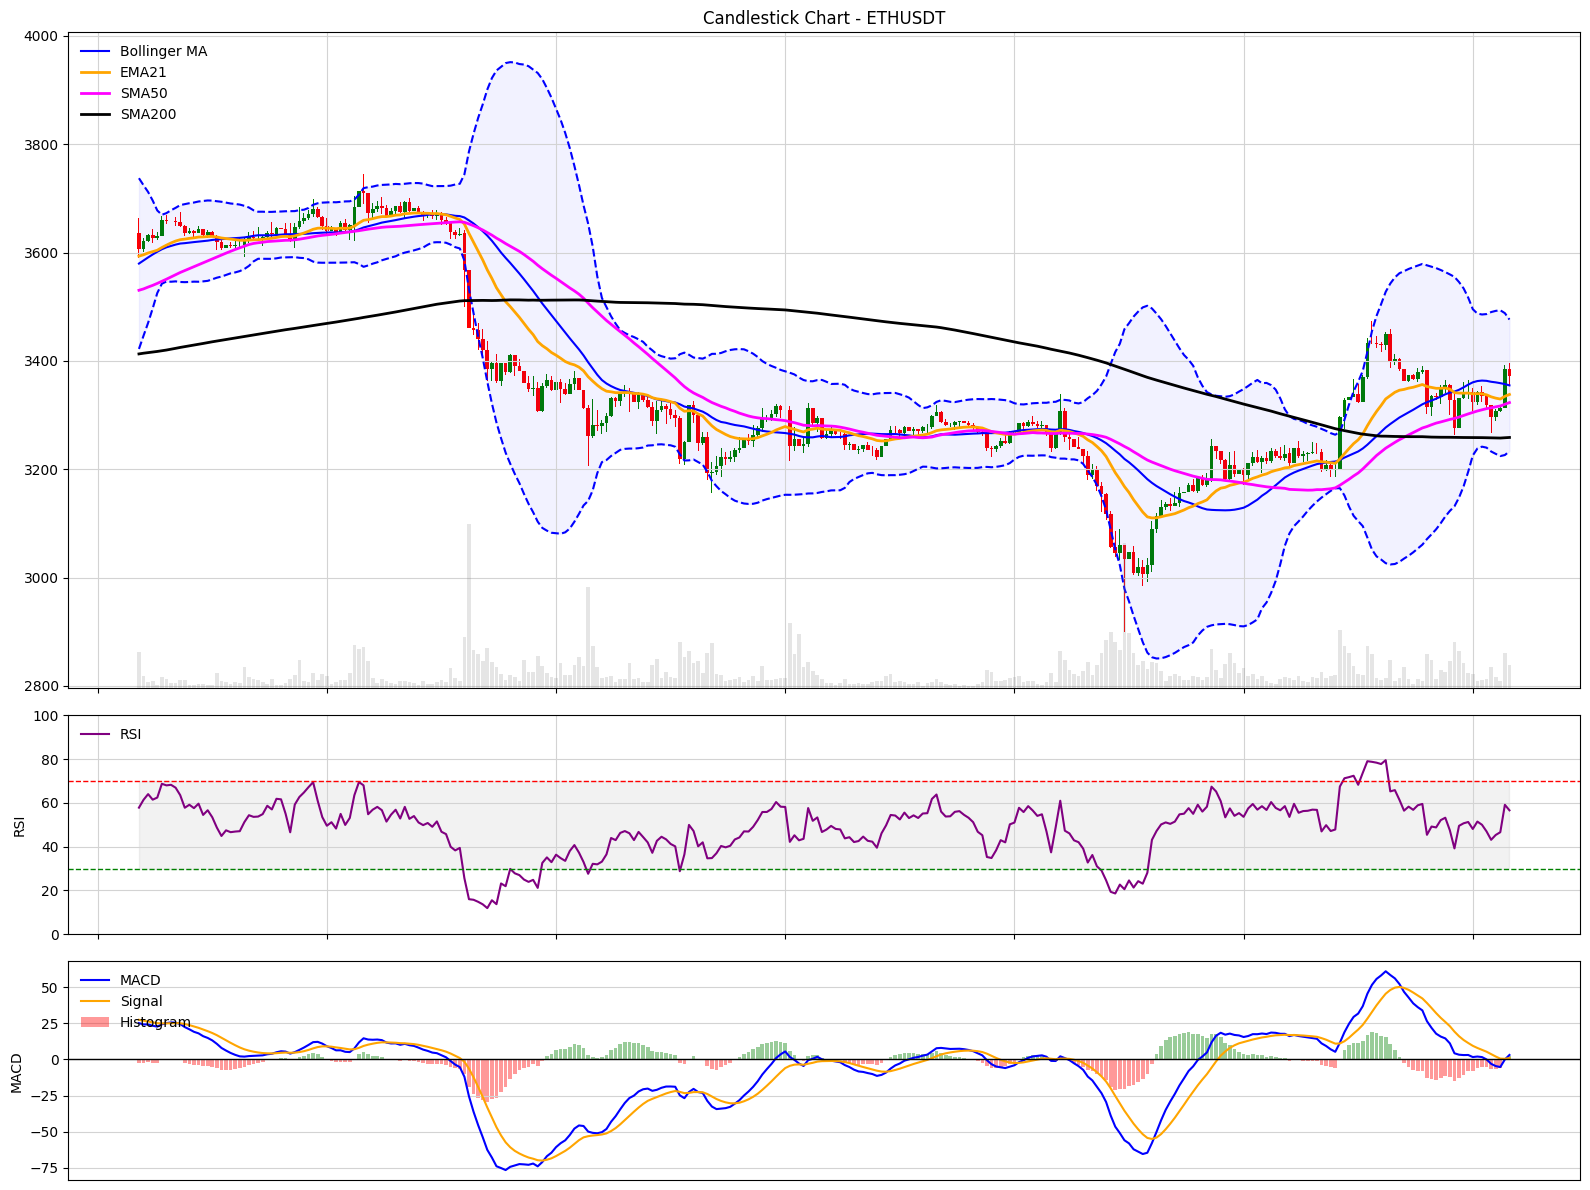 Candlestick Chart - ETHUSDT
4000
3800
3600
3400
3200
3000
2800
Bollinger MA
EMA21
SMA50
SMA200
100
80
60
40
20
0
RSI
RSI
50
25
0
−25
−50
−75
MACD
MACD
Signal
Histogram